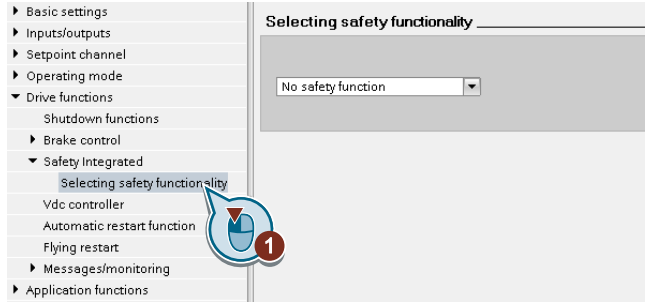 Basic settings
Inputs/outputs
Setpoint channel
Operating mode
Drive functions
Shutdown functions
Brake control
Safety Integrated
Selecting safety functionality
Vdc controller
Automatic restart function
Flying restart
Messages/monitoring
Application functions
Selecting safety functionality
No safety function
1